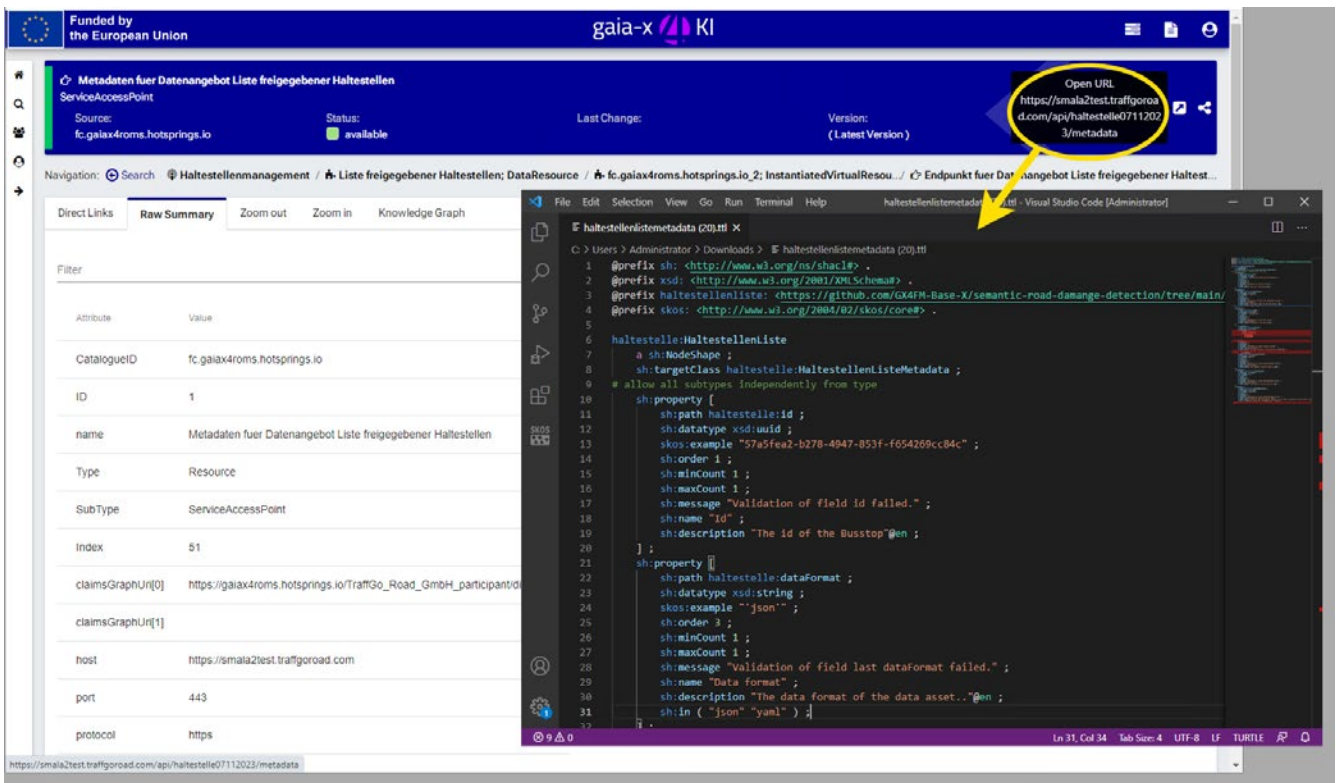 Funded by
the European Union
gaia-x 4 KI
Metadaten fuer Datenangebot Liste freigegebener Haltestellen
ServiceAccessPoint
Source:
fc.gaiax4roms.hotsprings.io
Status:
available
Last Change:
Version:
( Latest Version )
Open URL
https://smala2test.traffgoroa
d.com/api/haltestelle0711202
3/metadata
Navigation: Search Haltestellenmanagement / Liste freigegebener Haltestellen; DataResource / fc.gaiax4roms.hotsprings.io_2; InstantiatedVirtualResou.../ Endpunkt fuer Datenangebot Liste freigegebener Haltest...
Direct Links Raw Summary Zoom out Zoom in Knowledge Graph
Filter
Attribute Value
CatalogueID fc.gaiax4roms.hotsprings.io
ID 1
name Metadaten fuer Datenangebot Liste freigegebener Haltestellen
Type Resource
SubType ServiceAccessPoint
Index 51
claimsGraphUri[0] https://gaiax4roms.hotsprings.io/TraffGo_Road_GmbH_participant/di
claimsGraphUri[1]
host https://smala2test.traffgoroad.com
port 443
protocol https
https://smala2test.traffgoroad.com/api/haltestelle07112023/metadata
File Edit Selection View Go Run Terminal Help
haltestellenlistemetadata (20).ttl - Visual Studio Code [Administrator]
haltestellenlistemetadata (20).ttl
C: > Users > Administrator > Downloads > haltestellenlistemetadata (20).ttl
1 @prefix sh: <http://www.w3.org/ns/shacl#> .
2 @prefix xsd: <http://www.w3.org/2001/XMLSchema#> .
3 @prefix haltestellenliste: <https://github.com/GX4FM-Base-X/semantic-road-damange-detection/tree/main/
4 @prefix skos: <http://www.w3.org/2004/02/skos/core#> .
5
6 haltestelle:HaltestellenListe
7 a sh:NodeShape ;
8 sh:targetClass haltestelle:HaltestellenListeMetadata ;
9 # allow all subtypes independently from type
10 sh:property [
11 sh:path haltestelle:id ;
12 sh:datatype xsd:uuid ;
13 skos:example "57a5fea2-b278-4947-853f-f654269cc84c" ;
14 sh:order 1 ;
15 sh:minCount 1 ;
16 sh:maxCount 1 ;
17 sh:message "Validation of field id failed." ;
18 sh:name "Id" ;
19 sh:description "The id of the Busstop"@en ;
20 ] ;
21 sh:property [
22 sh:path haltestelle:dataFormat ;
23 sh:datatype xsd:string ;
24 skos:example "'json'" ;
25 sh:order 3 ;
26 sh:minCount 1 ;
27 sh:maxCount 1 ;
28 sh:message "Validation of field last dataFormat failed." ;
29 sh:name "Data format" ;
30 sh:description "The data format of the data asset.."@en ;
31 sh:in ( "json" "yaml" ) ;
32 ] .
SKOS
1
9 0
Ln 31, Col 34 Tab Size: 4 UTF-8 LF TURTLE